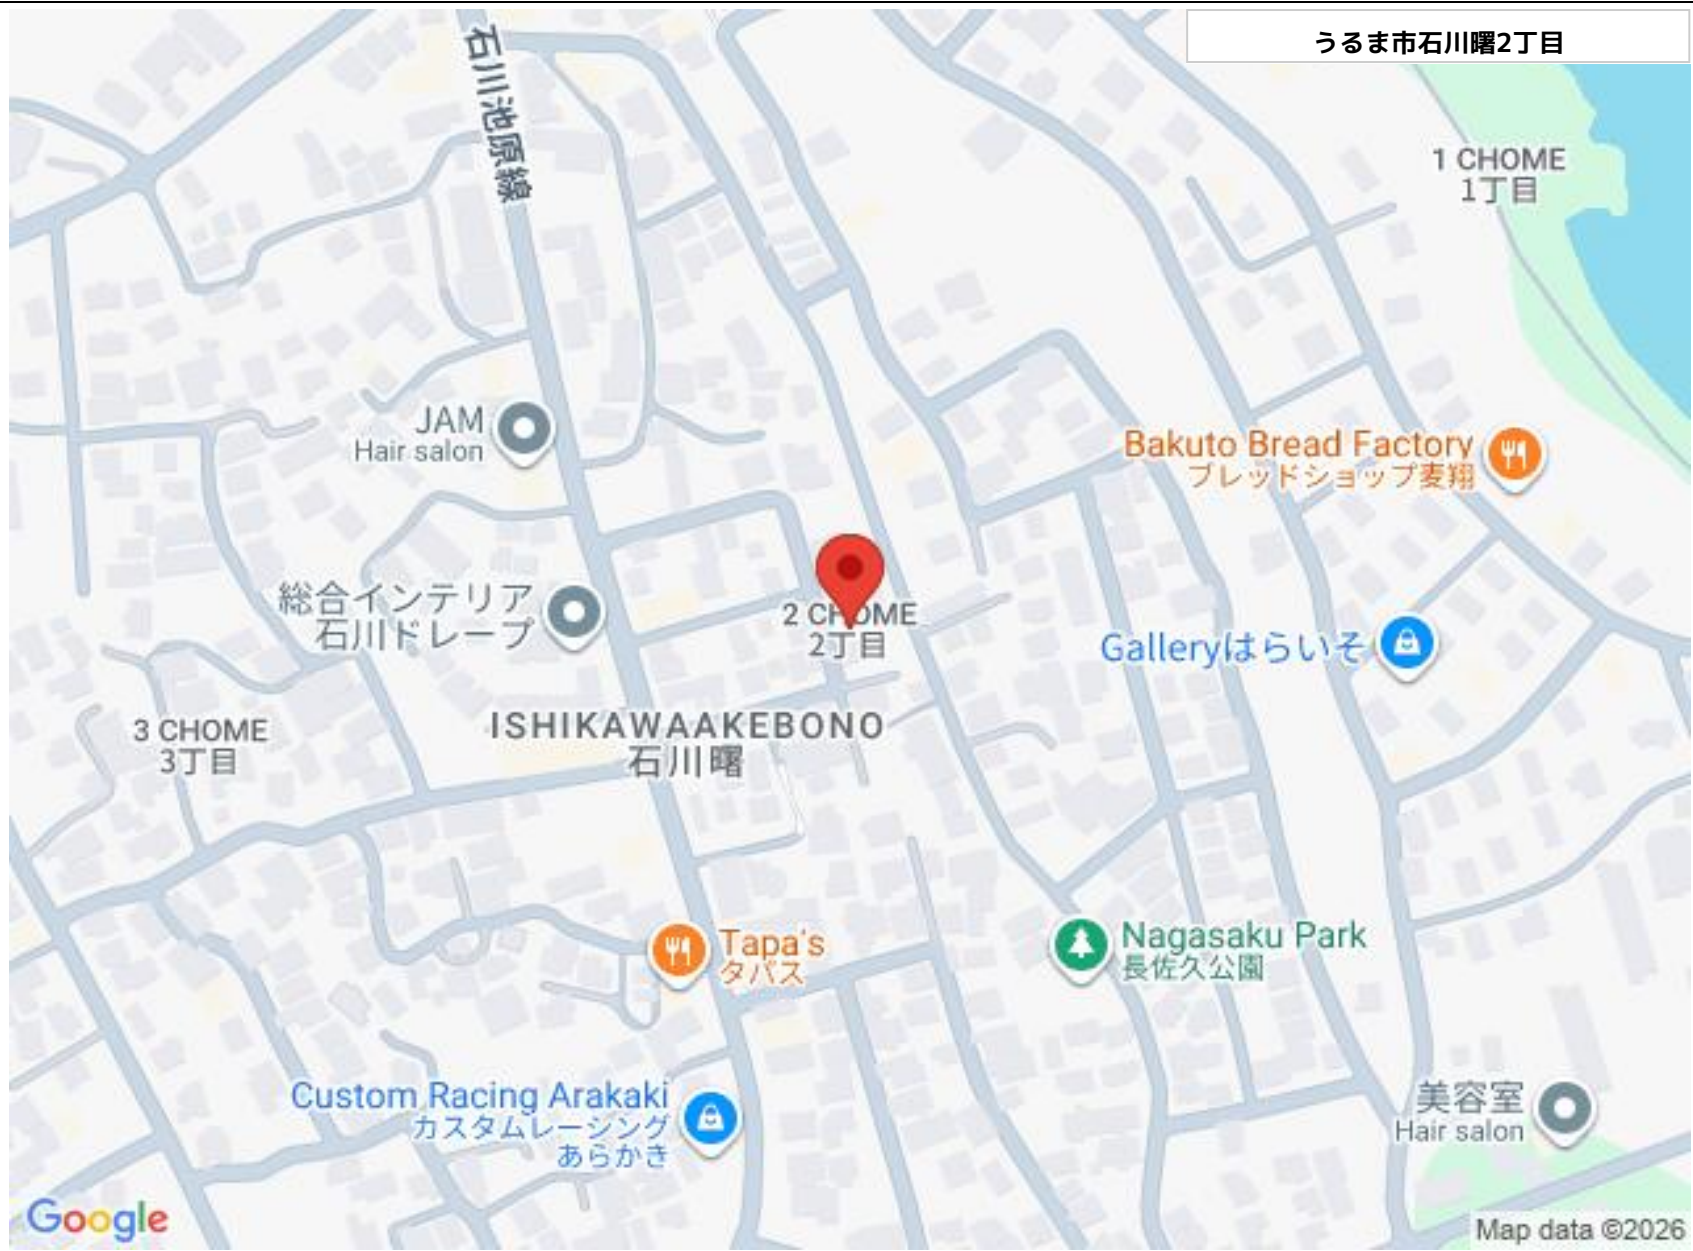 うるま市石川曙2丁目
石川池原線
1 CHOME
1丁目
JAM
Hair salon
Bakuto Bread Factory
ブレッドショップ麦翔
総合インテリア
石川ドレープ
2 CHOME
2丁目
Galleryはらいそ
3 CHOME
3丁目
ISHIKAWAAKEBONO
石川曙
Tapa's
タパス
Nagasaku Park
長佐久公園
Custom Racing Arakaki
カスタムレーシング
あらかき
美容室
Hair salon
Google
Map data ©2026